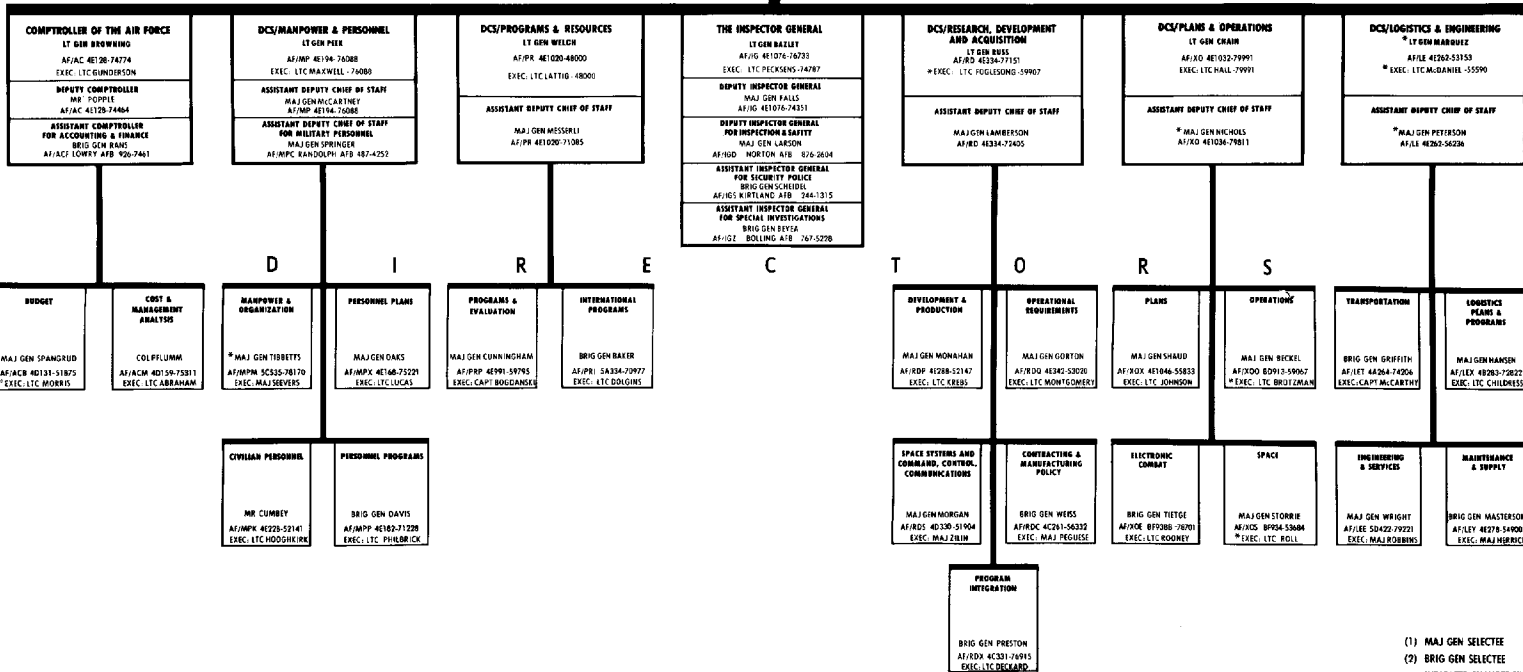 COMPTROLLER OF THE AIR FORCE
LT GEN BROWNING
AF/AC 4E128-74774
EXEC: LTC GUNDERSON
DEPUTY COMPTROLLER
MR POPPLE
AF/AC 4E128-74464
ASSISTANT COMPTROLLER
FOR ACCOUNTING & FINANCE
BRIG GEN RANS
AF/ACF LOWRY AFB 926-7461
DCS/MANPOWER & PERSONNEL
LT GEN PEEK
AF/MP 4E194-76088
EXEC: LTC MAXWELL-76088
ASSISTANT DEPUTY CHIEF OF STAFF
MAJ GEN McCARTNEY
AF/MP 4E194-76088
ASSISTANT DEPUTY CHIEF OF STAFF
FOR MILITARY PERSONNEL
MAJ GEN SPRINGER
AF/MPC RANDOLPH AFB 487-4252
DCS/PROGRAMS & RESOURCES
LT GEN WELCH
AF/PR 4E1020-48000
EXEC: LTC LATTIG-48000
ASSISTANT DEPUTY CHIEF OF STAFF
MAJ GEN MESSERLI
AF/PR 4E1020-71085
THE INSPECTOR GENERAL
LT GEN BAZLEY
AF/IG 4E1076-76733
EXEC: LTC PECKSENS-74787
DEPUTY INSPECTOR GENERAL
MAJ GEN FALLS
AF/IG 4E1076-74351
DEPUTY INSPECTOR GENERAL
FOR INSPECTION & SAFETY
MAJ GEN LARSON
AF/IGD NORTON AFB 876-2604
ASSISTANT INSPECTOR GENERAL
FOR SECURITY POLICE
BRIG GEN SCHEIDEL
AF/IGS KIRTLAND AFB 244-1315
ASSISTANT INSPECTOR GENERAL
FOR SPECIAL INVESTIGATIONS
BRIG GEN BEYEA
AF/IGZ BOLLING AFB 767-5228
DCS/RESEARCH, DEVELOPMENT
AND ACQUISITION
LT GEN RUSS
AF/RD 4E334-77151
*EXEC: LTC FOGLESONG-59907
ASSISTANT DEPUTY CHIEF OF STAFF
MAJ GEN LAMBERSON
AF/RD 4E334-72405
DCS/PLANS & OPERATIONS
LT GEN CHAIN
AF/XO 4E1032-79991
EXEC: LTC HALL-79991
ASSISTANT DEPUTY CHIEF OF STAFF
*MAJ GEN NICHOLS
AF/XO 4E1036-79811
DCS/LOGISTICS & ENGINEERING
*LT GEN MARQUEZ
AF/LE 4E262-53153
*EXEC: LTC McDANIEL-55590
ASSISTANT DEPUTY CHIEF OF STAFF
*MAJ GEN PETERSON
AF/LE 4E262-56236
D I R E C T O R S
BUDGET
MAJ GEN SPANGRUD
AF/ACB 4D131-51875
*EXEC: LTC MORRIS
COST &
MANAGEMENT
ANALYSIS
COL PFLUMM
AF/ACM 4D159-75311
EXEC: LTC ABRAHAM
MANPOWER &
ORGANIZATION
*MAJ GEN TIBBETTS
AF/MPM 5C535-78170
EXEC: MAJ SEEVERS
PERSONNEL PLANS
MAJ GEN OAKS
AF/MPX 4E168-75221
EXEC: LTC LUCAS
PROGRAMS &
EVALUATION
MAJ GEN CUNNINGHAM
AF/PRP 4E991-59795
EXEC: CAPT BOGDANSKI
INTERNATIONAL
PROGRAMS
BRIG GEN BAKER
AF/PRI 5A334-70977
EXEC: LTC DOLGINS
DEVELOPMENT &
PRODUCTION
MAJ GEN MONAHAN
AF/RDP 4E288-52147
EXEC: LTC KREBS
OPERATIONAL
REQUIREMENTS
MAJ GEN GORTON
AF/RDQ 4E342-53020
EXEC: LTC MONTGOMERY
PLANS
MAJ GEN SHAUD
AF/XOX 4E1046-55833
EXEC: LTC JOHNSON
OPERATIONS
MAJ GEN BECKEL
AF/XOO BD913-59067
*EXEC: LTC BROTZMAN
TRANSPORTATION
BRIG GEN GRIFFITH
AF/LET 4A264-74206
EXEC: CAPT McCARTHY
LOGISTICS
PLANS &
PROGRAMS
MAJ GEN HANSEN
AF/LEX 4B283-72822
EXEC: LTC CHILDRESS
CIVILIAN PERSONNEL
MR CUMBEY
AF/MPK 4E228-52141
EXEC: LTC HOOGHKIRK
PERSONNEL PROGRAMS
BRIG GEN DAVIS
AF/MPP 4E182-71228
EXEC: LTC PHILBRICK
SPACE SYSTEMS AND
COMMAND, CONTROL,
COMMUNICATIONS
MAJ GEN MORGAN
AF/RDS 4D330-51904
EXEC: MAJ ZILIN
CONTRACTING &
MANUFACTURING
POLICY
BRIG GEN WEISS
AF/RDC 4C261-56332
EXEC: MAJ PEGUESE
ELECTRONIC
COMBAT
BRIG GEN TIETGE
AF/XOE BF938B-76701
EXEC: LTC ROONEY
SPACE
MAJ GEN STORRIE
AF/XOS BF934-53684
*EXEC: LTC ROLL
ENGINEERING
& SERVICES
MAJ GEN WRIGHT
AF/LEE 5D422-79221
EXEC: MAJ ROBBINS
MAINTENANCE
& SUPPLY
BRIG GEN MASTERSON
AF/LEY 4E278-54900
EXEC: MAJ HERRICK
PROGRAM
INTEGRATION
BRIG GEN PRESTON
AF/RDX 4C331-76915
EXEC: LTC DECKARD
(1) MAJ GEN SELECTEE
(2) BRIG GEN SELECTEE